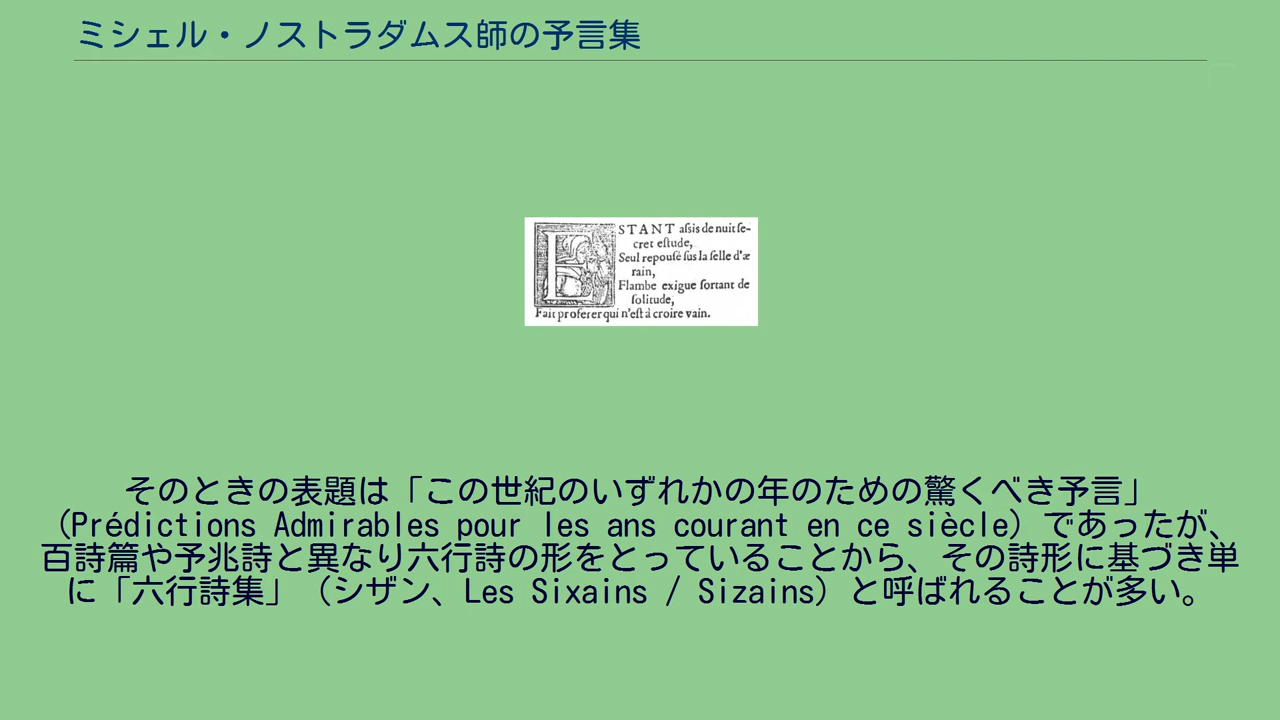 ミシェル・ノストラダムス師の予言集
ESTANT aſsis de nuit ſe-
cret eſtude,
Seul repouſé ſus la ſelle d'æ
rain,
Flambe exigue ſortant de
ſolitude,
Fait proferer qui n'eſt à croire vain.
そのときの表題は「この世紀のいずれかの年のための驚くべき予言」
（Prédictions Admirables pour les ans courant en ce siècle）であったが、
百詩篇や予兆詩と異なり六行詩の形をとっていることから、その詩形に基づき単
に「六行詩集」（シザン、Les Sixains / Sizains）と呼ばれることが多い。